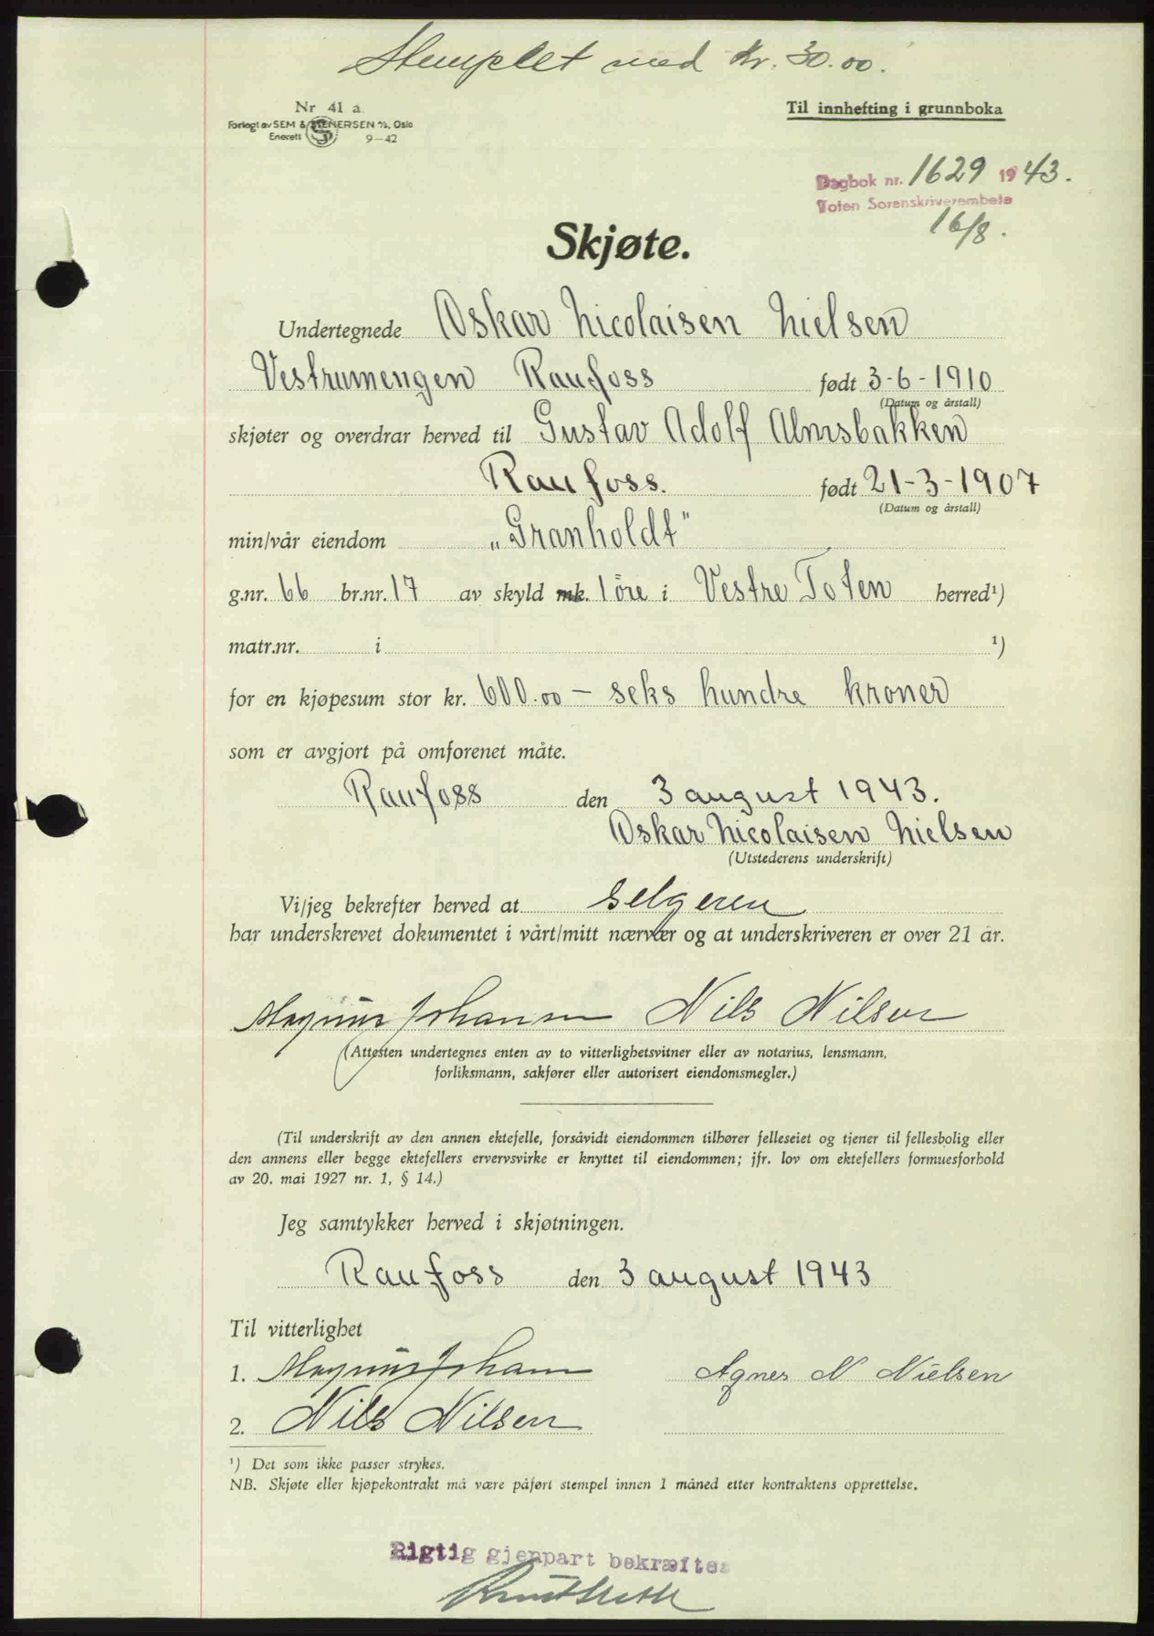 Stemplet med Kr. 30.00.
Nr 41 a
Forlagt av SEM & STENERSEN A/S, Oslo
Enerett 9-42
Til innhefting i grunnboka
Dagbok nr. 1629 1943.
Toten Sorenskriverembete
16/8.
Skjøte.
Undertegnede Oskar Nicolaisen Nielsen
Vestrumengen Raufoss født 3-6-1910
(Datum og årstall)
skjøter og overdrar herved til Gustav Adolf Almsbakken
Raufoss. født 21-3-1907
(Datum og årstall)
min/vår eiendom „Granholdt"
g.nr. 66 br.nr. 17 av skyld mk. 1 öre i Vestre Toten herred¹)
matr.nr. i ¹)
for en kjøpesum stor kr. 600.00 — seks hundre kroner
som er avgjort på omforenet måte.
Raufoss den 3 august 1943.
Oskar Nicolaisen Nielsen
(Utstederens underskrift)
Vi/jeg bekrefter herved at selgeren
har underskrevet dokumentet i vårt/mitt nærvær og at underskriveren er over 21 år.
Magnus Johansen Nils Nilsen
(Attesten undertegnes enten av to vitterlighetsvitner eller av notarius, lensmann,
forliksmann, sakfører eller autorisert eiendomsmegler.)
(Til underskrift av den annen ektefelle, forsåvidt eiendommen tilhører felleseiet og tjener til fellesbolig eller
den annens eller begge ektefellers ervervsvirke er knyttet til eiendommen; jfr. lov om ektefellers formuesforhold
av 20. mai 1927 nr. 1, § 14.)
Jeg samtykker herved i skjøtningen.
Raufoss den 3 august 1943
Til vitterlighet
1. Magnus Johansen Agnes N Nielsen
2. Nils Nilsen
¹) Det som ikke passer strykes.
NB. Skjøte eller kjøpekontrakt må være påført stempel innen 1 måned etter kontraktens opprettelse.
Rigtig gjenpart bekræftes